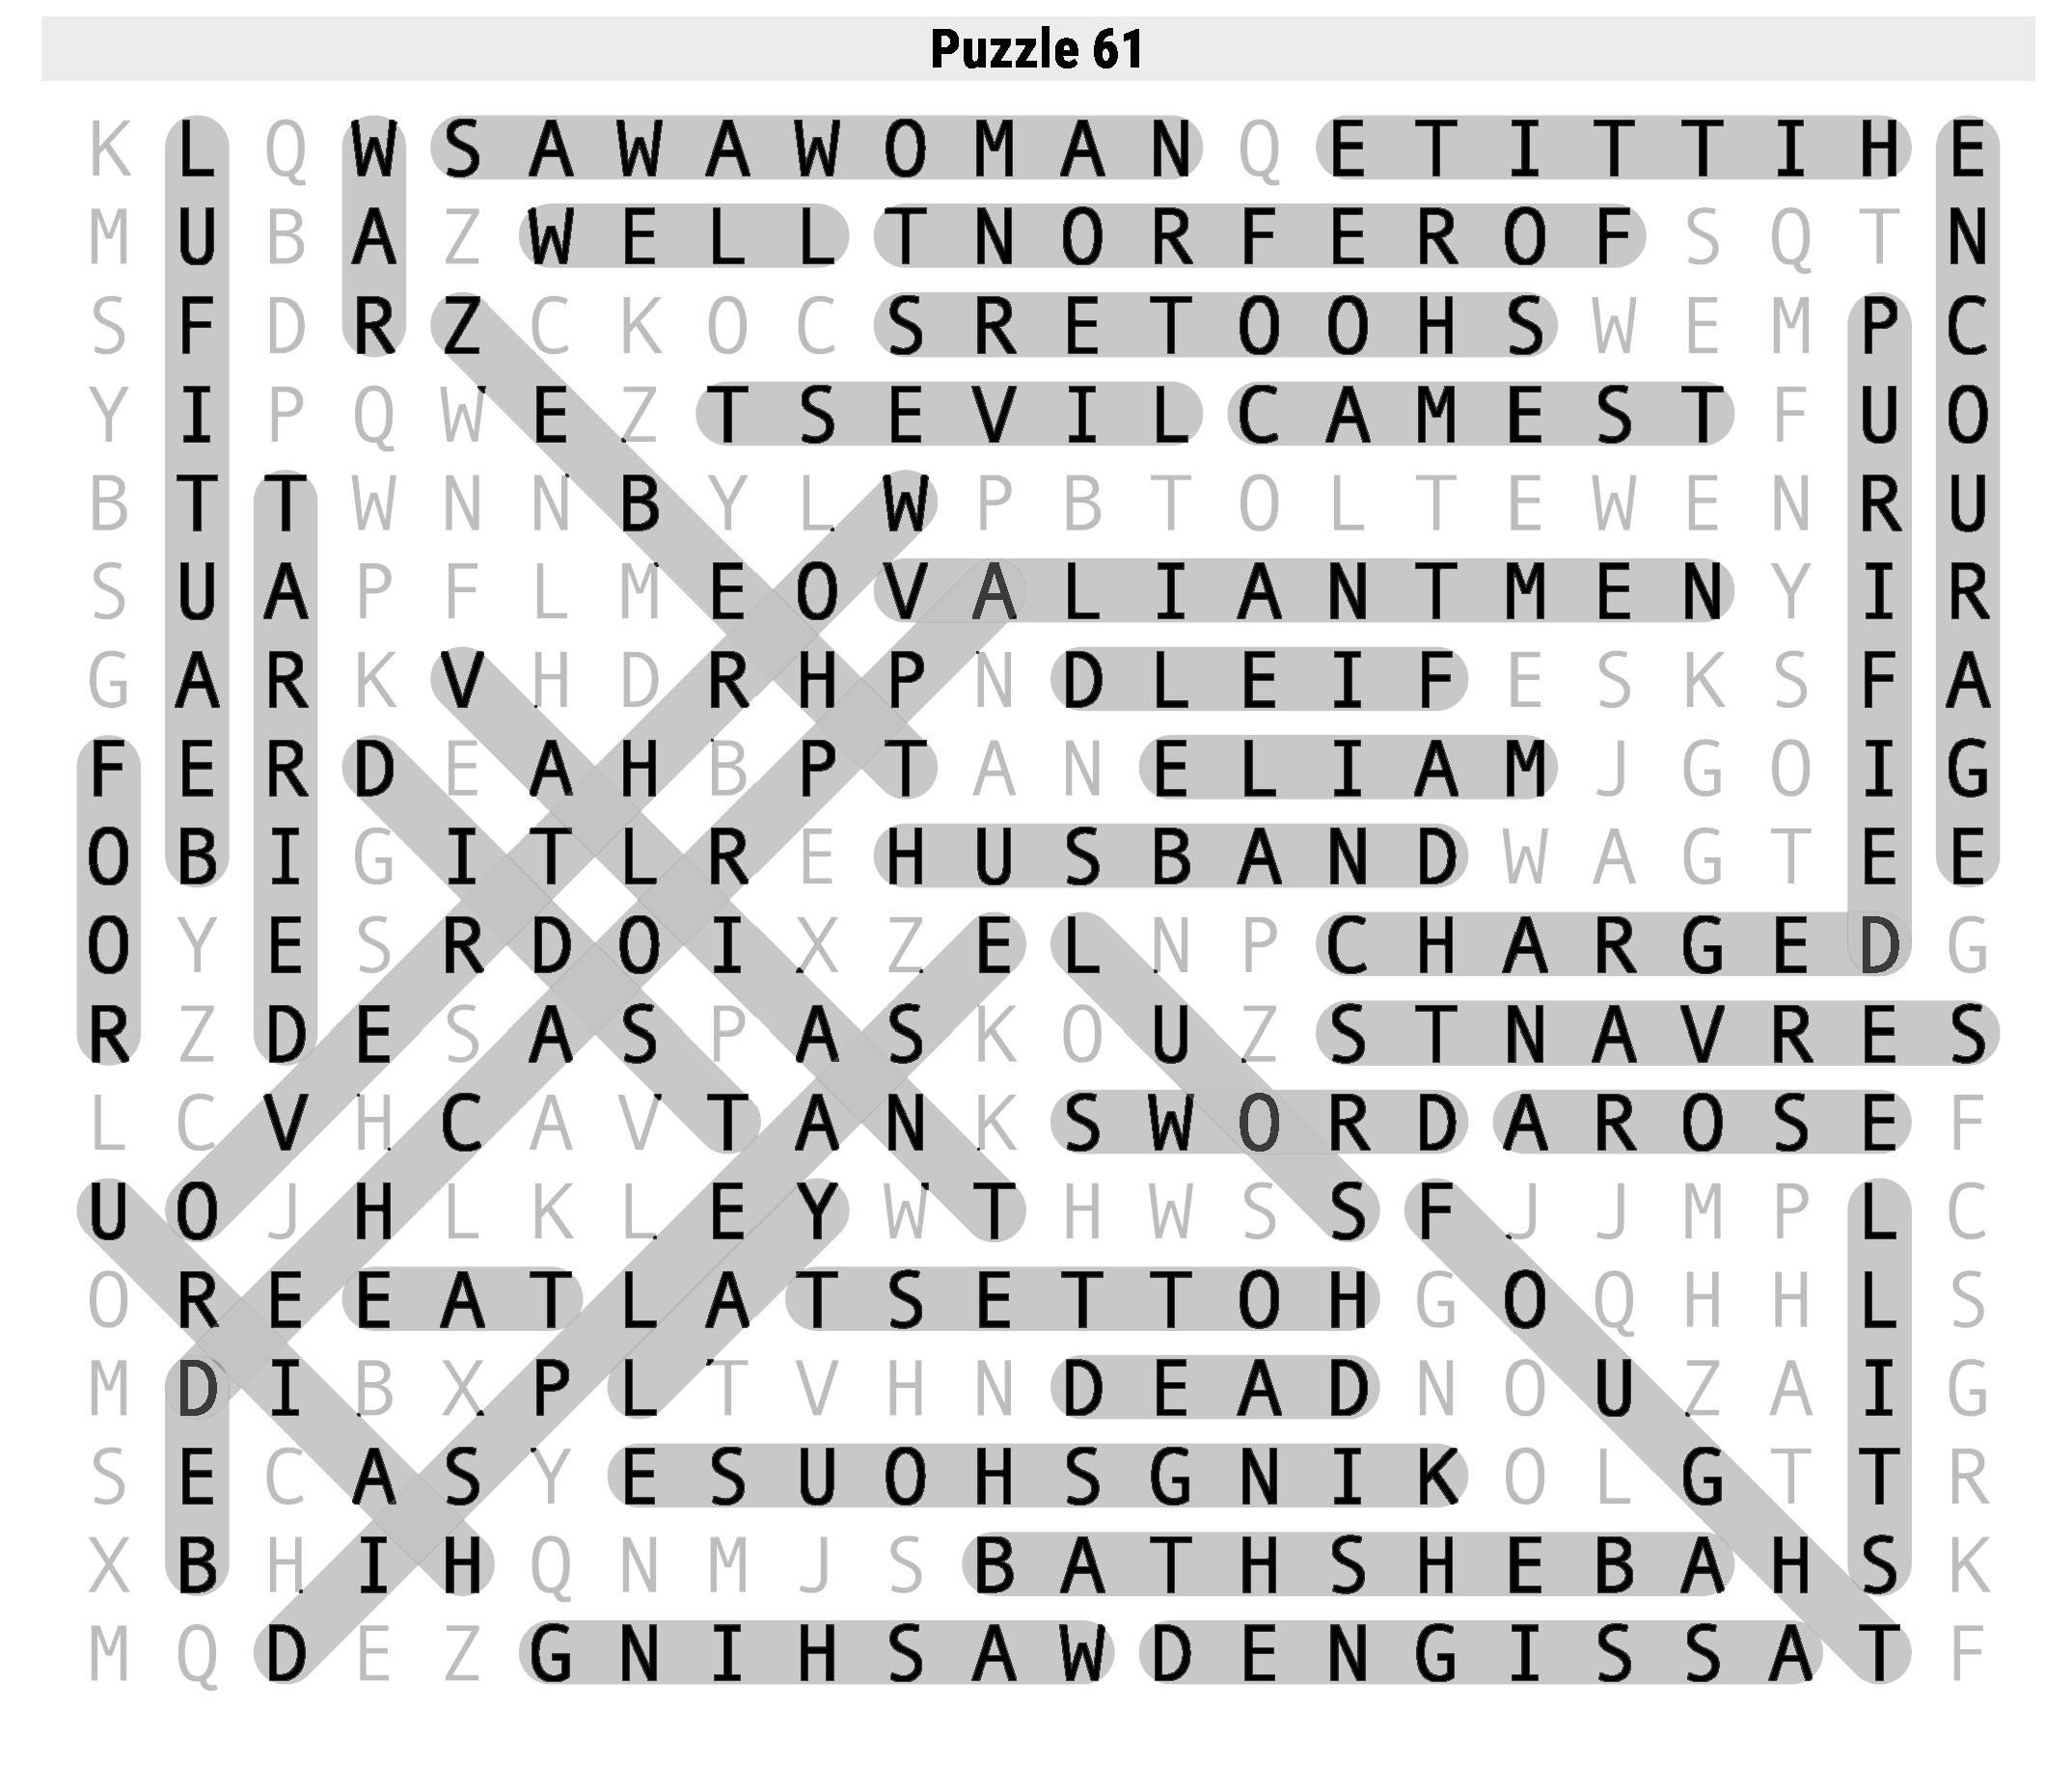 Puzzle 61
K L Q W S A W A W O M A N Q E T I T T I H E
M U B A Z W E L L T N O R F E R O F S Q T N
S F D R Z C K O C S R E T O O H S W E M P C
Y I P Q W E Z T S E V I L C A M E S T F U O
B T T W N N B Y L W P B T O L T E W E N R U
S U A P F L M E O V A L I A N T M E N Y I R
G A R K V H D R H P N D L E I F E S K S F A
F E R D E A H B P T A N E L I A M J G O I G
O B I G I T L R E H U S B A N D W A G T E E
O Y E S R D O I X Z E L N P C H A R G E D G
R Z D E S A S P A S K O U Z S T N A V R E S
L C V H C A V T A N K S W O R D A R O S E F
U O J H L K L E Y W T H W S S F J J M P L C
O R E E A T L A T S E T T O H G O Q H H L S
M D I B X P L T V H N D E A D N O U Z A I G
S E C A S Y E S U O H S G N I K O L G T T R
X B H I H Q N M J S B A T H S H E B A H S K
M Q D E Z G N I H S A W D E N G I S S A T F